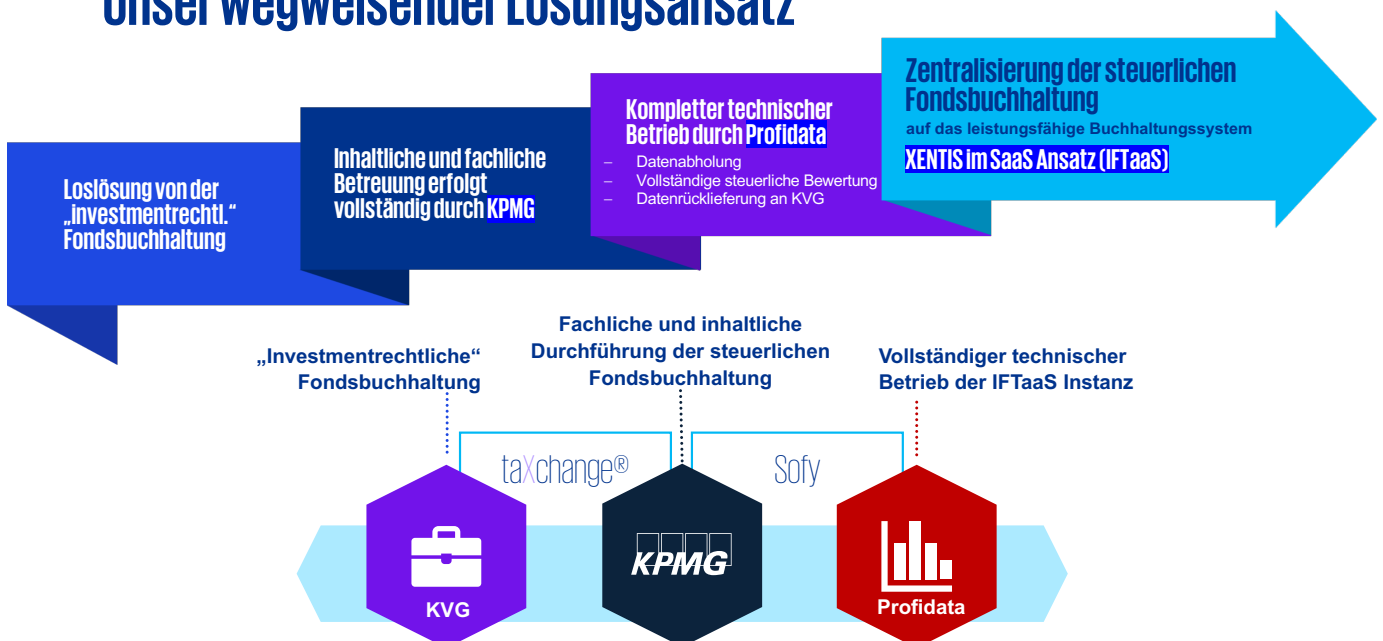 Unser wegweisender Lösungsansatz
Loslösung von der
„investmentrechtl.“
Fondsbuchhaltung
Inhaltliche und fachliche
Betreuung erfolgt
vollständig durch KPMG
Kompletter technischer
Betrieb durch Profidata
– Datenabholung
– Vollständige steuerliche Bewertung
– Datenrücklieferung an KVG
Zentralisierung der steuerlichen
Fondsbuchhaltung
auf das leistungsfähige Buchhaltungssystem
XENTIS im SaaS Ansatz (IFTaaS)
„Investmentrechtliche“
Fondsbuchhaltung
Fachliche und inhaltliche
Durchführung der steuerlichen
Fondsbuchhaltung
Vollständiger technischer
Betrieb der IFTaaS Instanz
taXchange®
Sofy
KVG
KPMG
Profidata